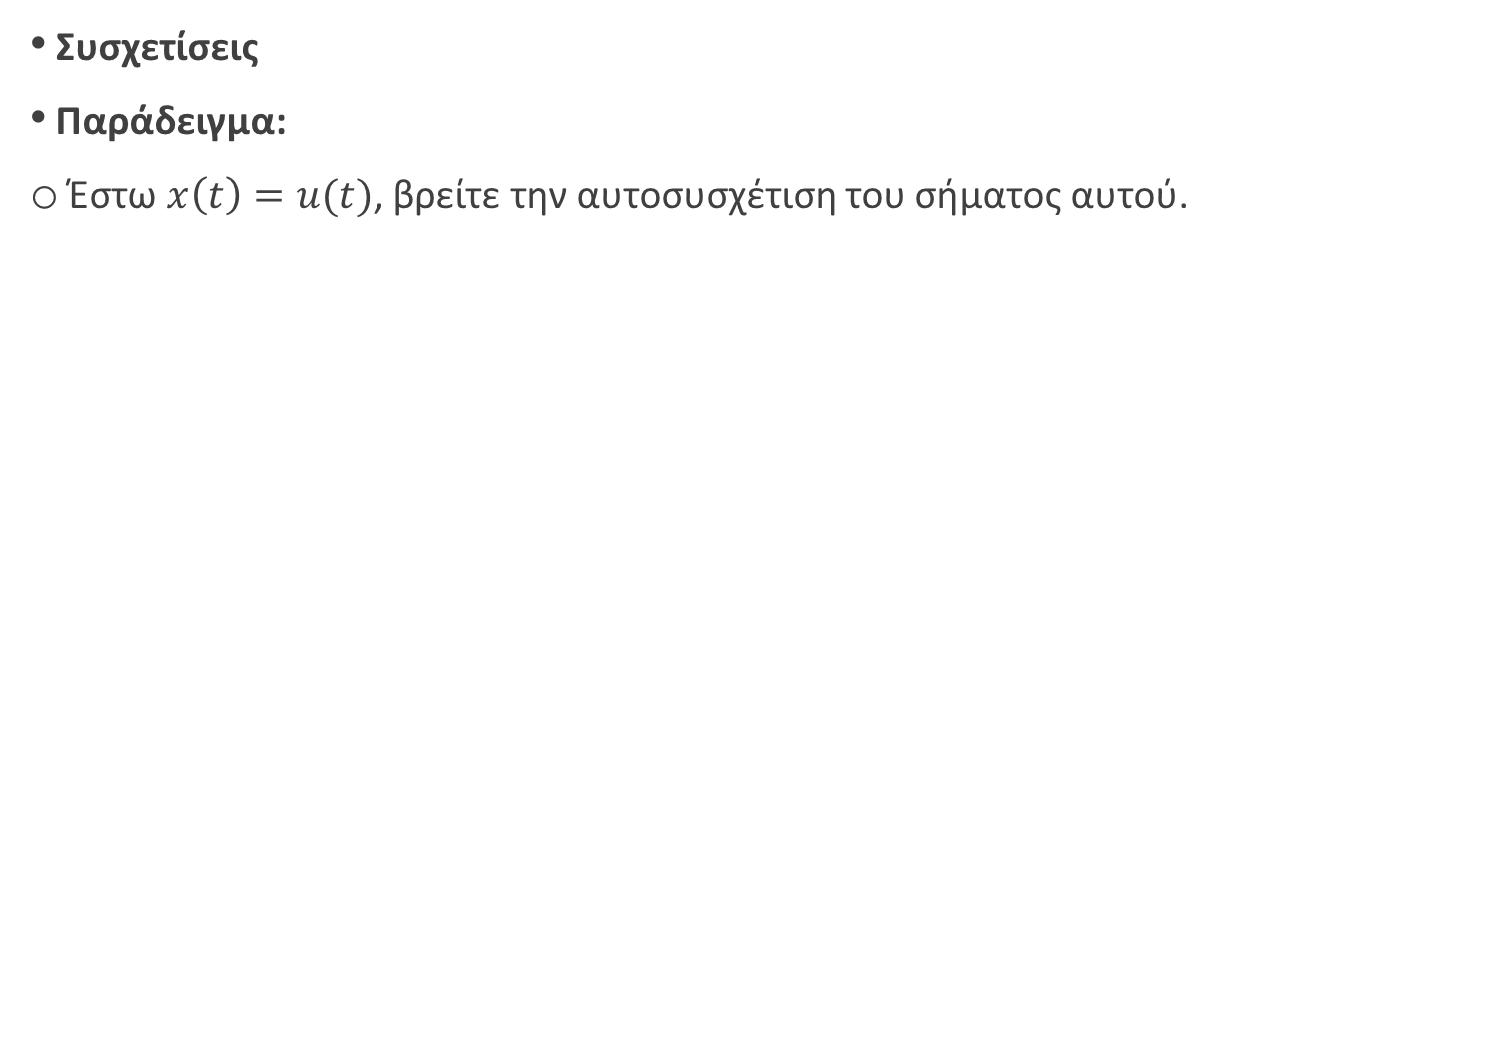 • Συσχετίσεις
• Παράδειγμα:
○ Έστω x(t) = u(t), βρείτε την αυτοσυσχέτιση του σήματος αυτού.